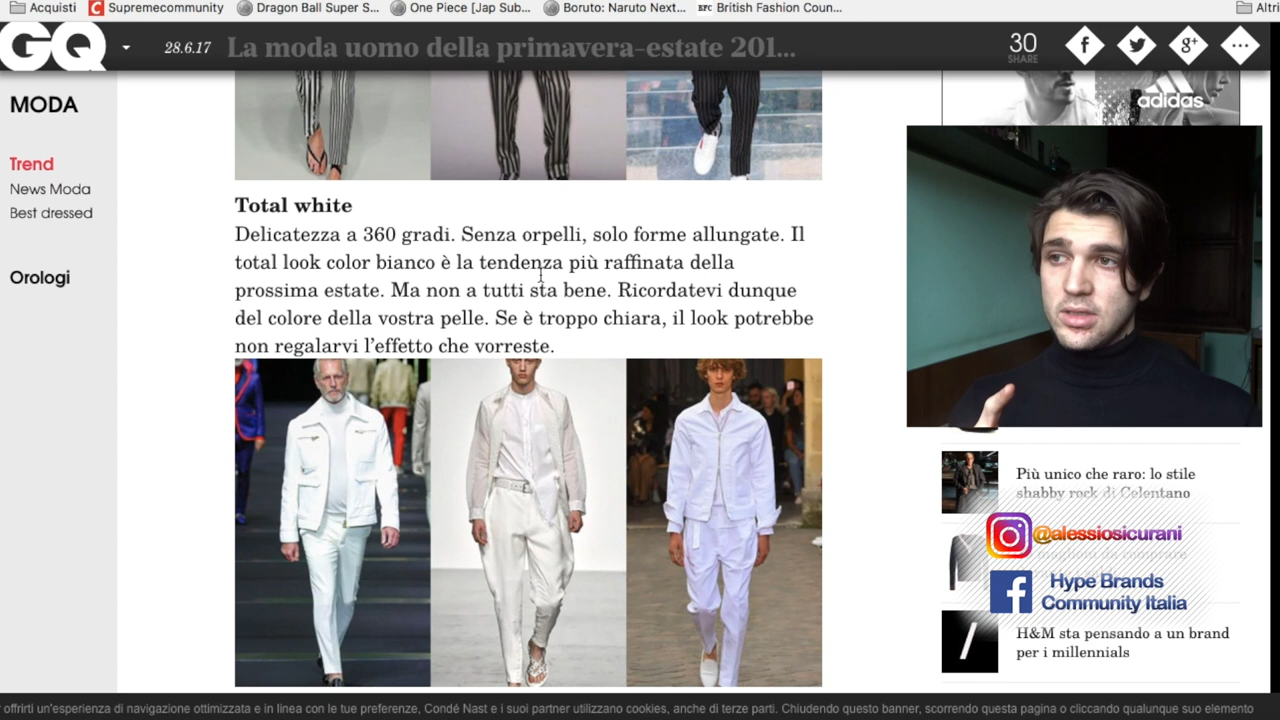 Acquisti
Supremecommunity
Dragon Ball Super S...
One Piece [Jap Sub...
Boruto: Naruto Next...
BFC British Fashion Coun...
Altri
GQ
28.6.17
La moda uomo della primavera-estate 201...
30
SHARE
f
g+
MODA
Trend
News Moda
Best dressed
Orologi
adidas
Total white
Delicatezza a 360 gradi. Senza orpelli, solo forme allungate. Il
total look color bianco è la tendenza più raffinata della
prossima estate. Ma non a tutti sta bene. Ricordatevi dunque
del colore della vostra pelle. Se è troppo chiara, il look potrebbe
non regalarvi l'effetto che vorreste.
Più unico che raro: lo stile
shabby rock di Celentano
@alessiosicurani
f Hype Brands
Community Italia
H&M sta pensando a un brand
per i millennials
offrirti un'esperienza di navigazione ottimizzata e in linea con le tue preferenze, Condé Nast e i suoi partner utilizzano cookies, anche di terze parti. Chiudendo questo banner, scorrendo questa pagina o cliccando qualunque suo elemento